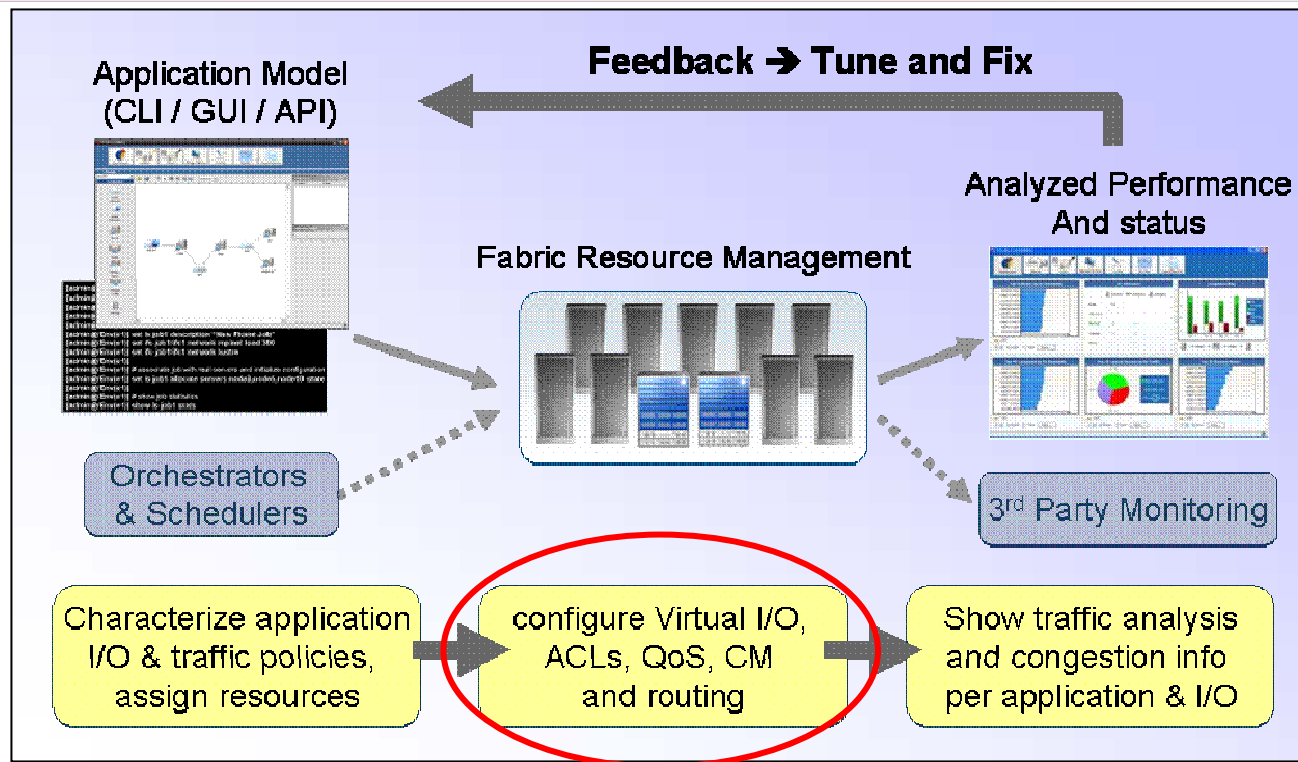 Feedback ➔ Tune and Fix
Application Model
(CLI / GUI / API)
Analyzed Performance
And status
Fabric Resource Management
Orchestrators
& Schedulers
3rd Party Monitoring
Characterize application
I/O & traffic policies,
assign resources
configure Virtual I/O,
ACLs, QoS, CM
and routing
Show traffic analysis
and congestion info
per application & I/O